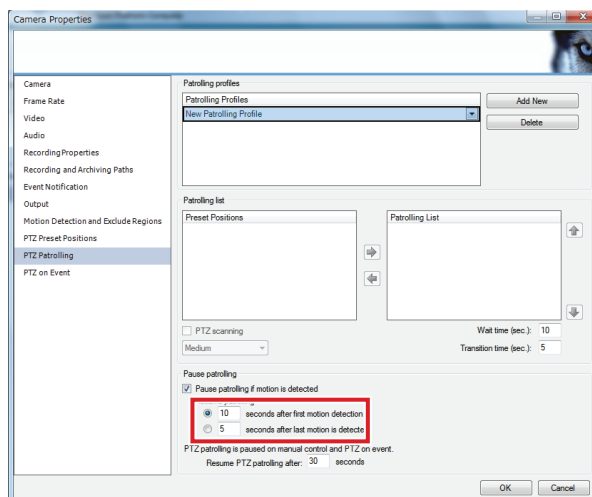 Camera Properties
Camera
Frame Rate
Video
Audio
Recording Properties
Recording and Archiving Paths
Event Notification
Output
Motion Detection and Exclude Regions
PTZ Preset Positions
PTZ Patrolling
PTZ on Event
Patrolling profiles
Patrolling Profiles
New Patrolling Profile
Add New
Delete
Patrolling list
Preset Positions
Patrolling List
PTZ scanning
Medium
Wait time (sec.): 10
Transition time (sec.): 5
Pause patrolling
Pause patrolling if motion is detected
10 seconds after first motion detection
5 seconds after last motion is detecte
PTZ patrolling is paused on manual control and PTZ on event.
Resume PTZ patrolling after: 30 seconds
OK Cancel